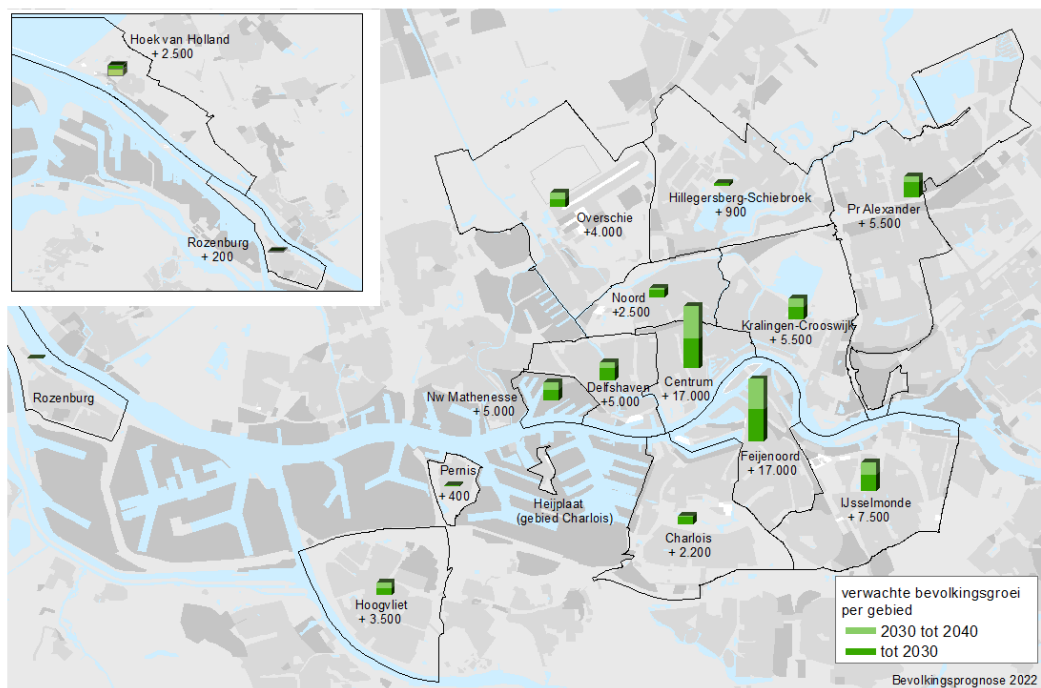 Hoek van Holland
+ 2.500
Rozenburg
+ 200
Overschie
+4.000
Hillegersberg-Schiebroek
+ 900
Pr Alexander
+ 5.500
Noord
+2.500
Kralingen-Crooswijk
+ 5.500
Rozenburg
Nw Mathenesse
+ 5.000
Delfshaven
+5.000
Centrum
+ 17.000
Feijenoord
+ 17.000
IJsselmonde
+ 7.500
Pernis
+ 400
Heijplaat
(gebied Charlois)
Charlois
+ 2.200
Hoogvliet
+ 3.500
verwachte bevolkingsgroei
per gebied
2030 tot 2040
tot 2030
Bevolkingsprognose 2022